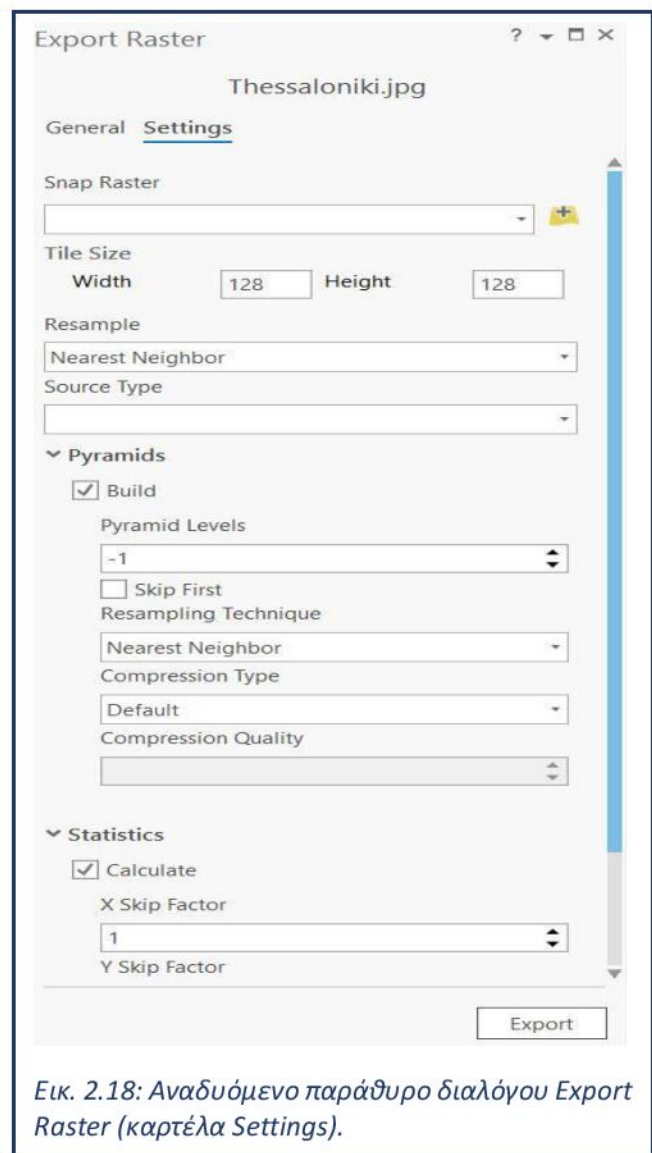 Export Raster ?
Thessaloniki.jpg
General Settings
Snap Raster
Tile Size
Width 128 Height 128
Resample
Nearest Neighbor
Source Type
Pyramids
Build
Pyramid Levels
-1
Skip First
Resampling Technique
Nearest Neighbor
Compression Type
Default
Compression Quality
Statistics
Calculate
X Skip Factor
1
Y Skip Factor
Export
Εικ. 2.18: Αναδυόμενο παράθυρο διαλόγου Export
Raster (καρτέλα Settings).